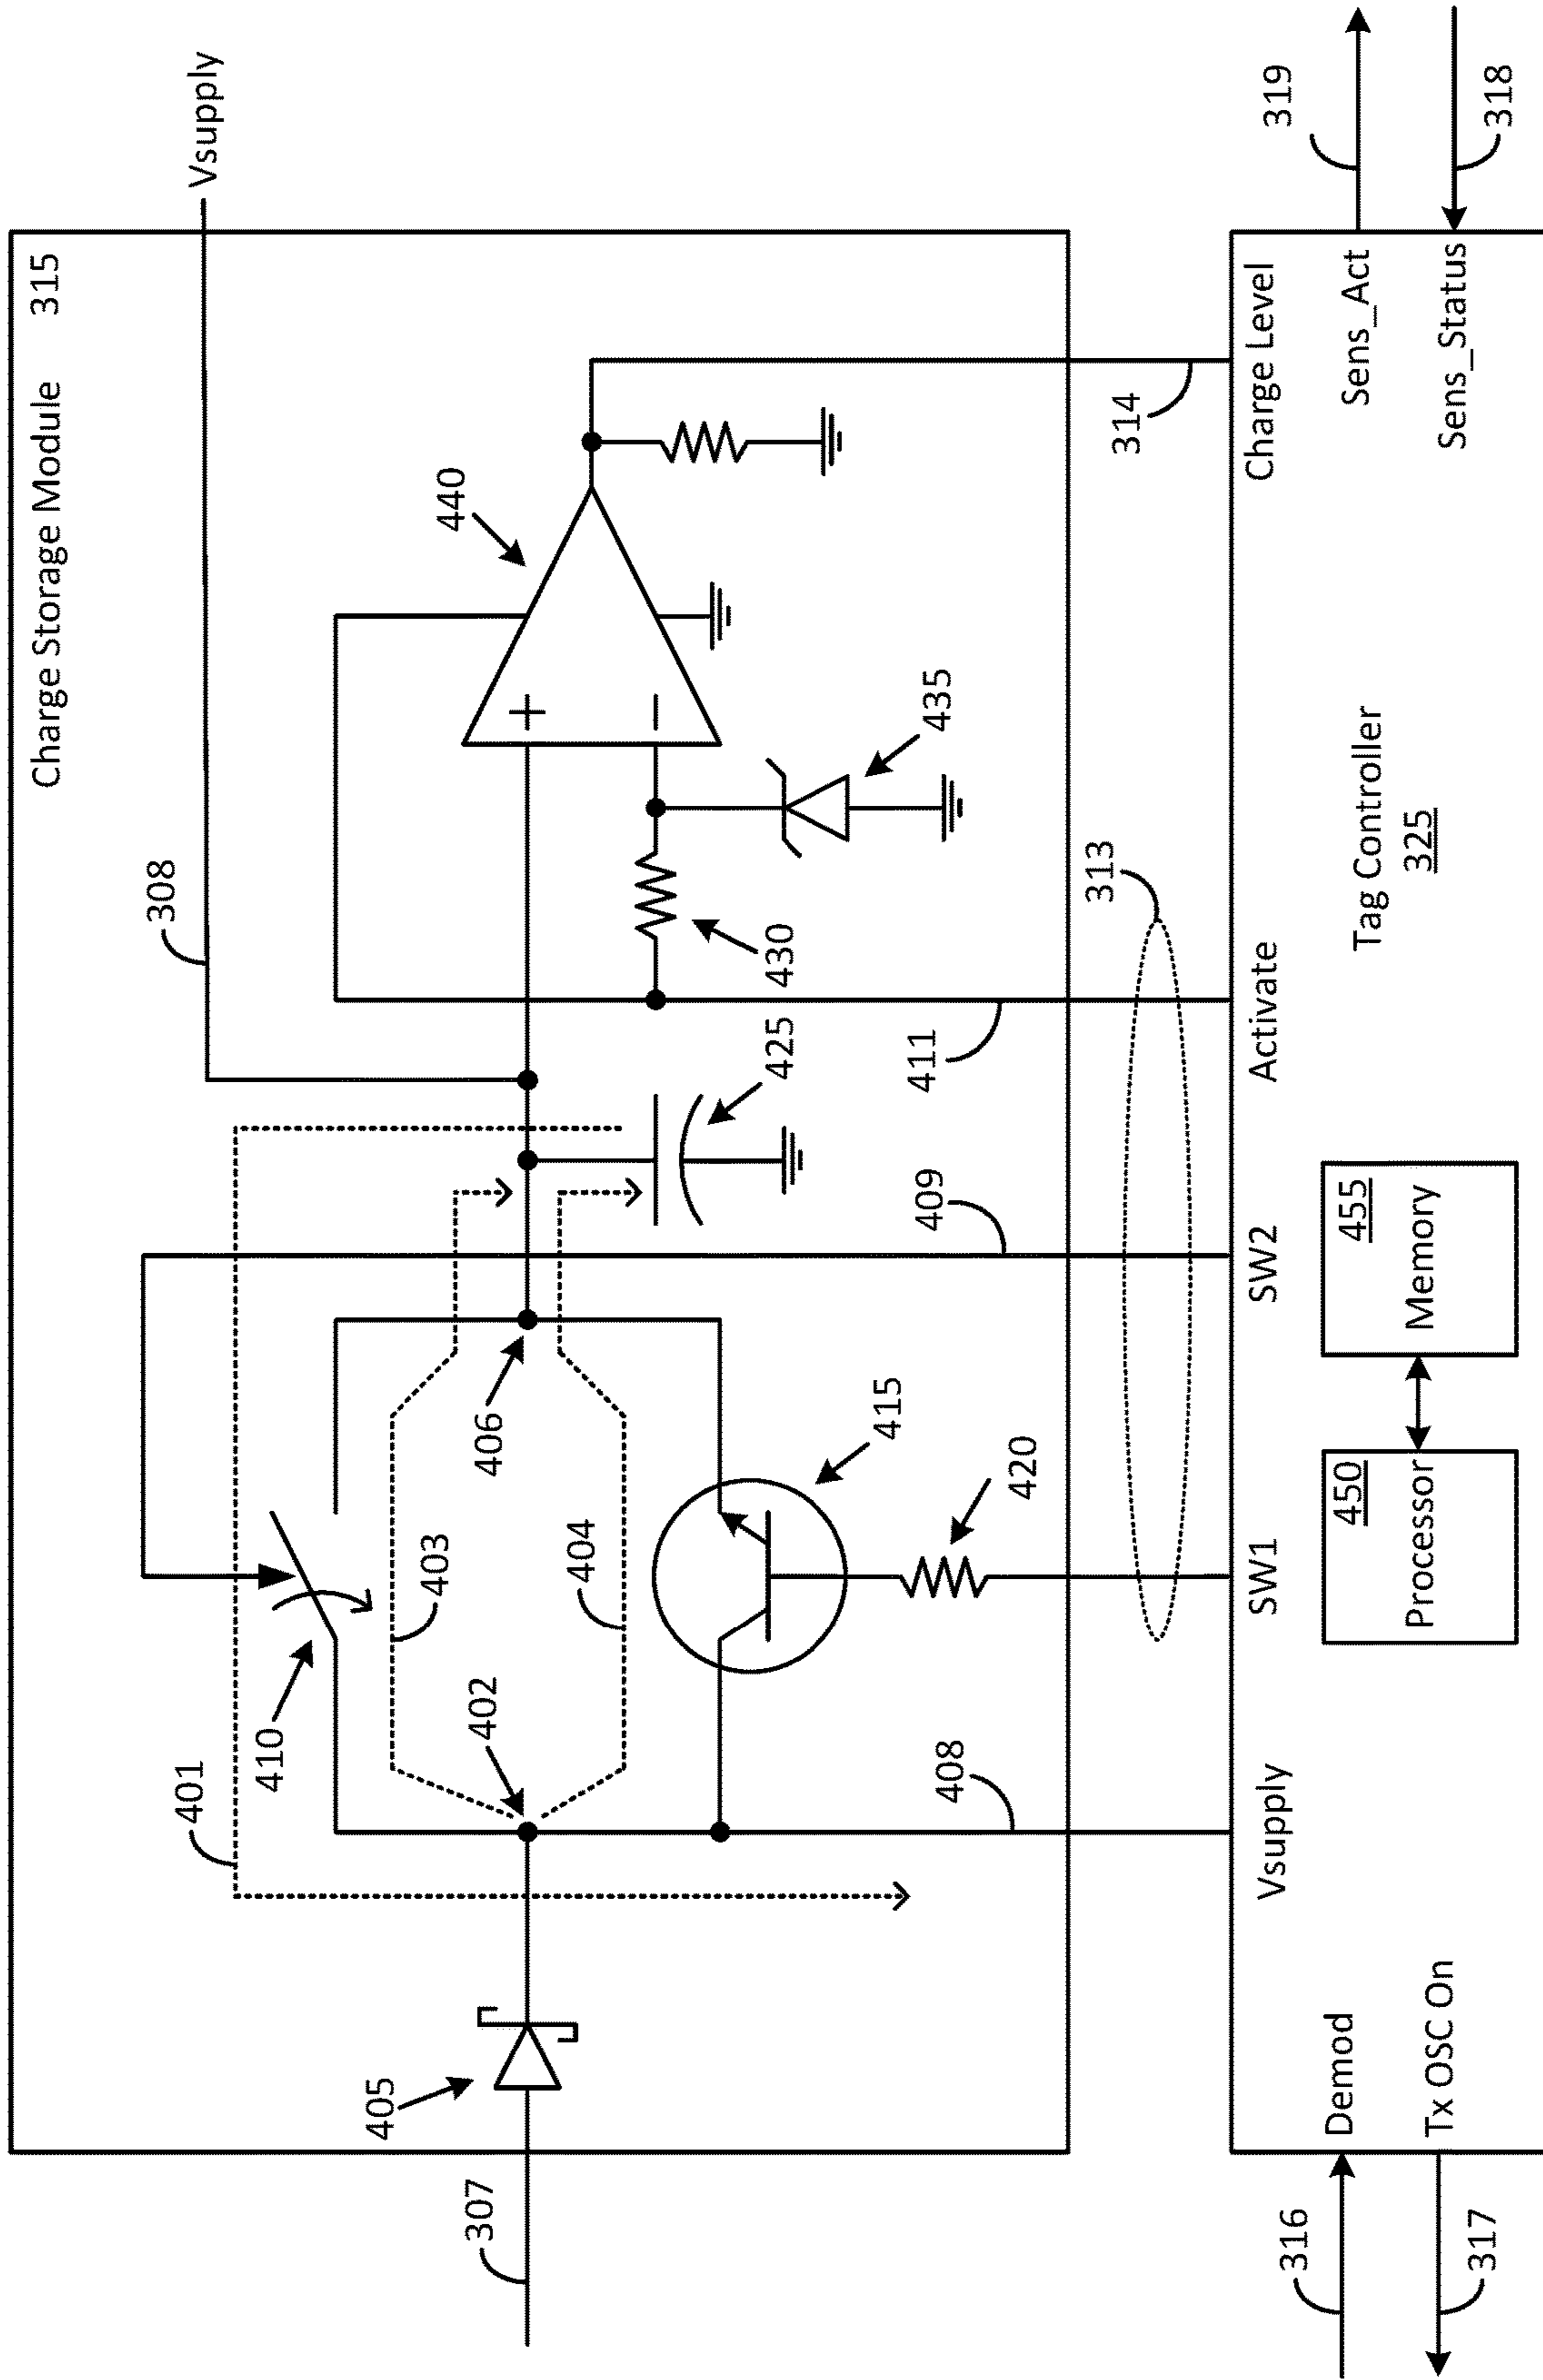 Charge Storage Module 315
Vsupply
308
401
410
403
404
402
406
405
307
415
420
408
409
425
411
430
435
440
313
314
Vsupply
SW1
SW2
Activate
Charge Level
Demod
Tx OSC On
316
317
450
Processor
455
Memory
Tag Controller
325
Sens_Act
Sens_Status
319
318
+
−